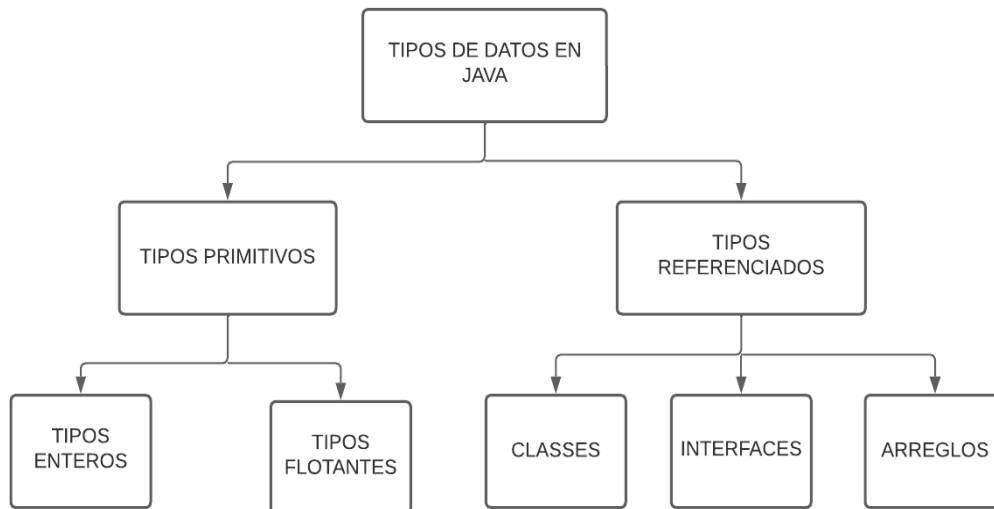 TIPOS DE DATOS EN
JAVA
TIPOS PRIMITIVOS
TIPOS
REFERENCIADOS
TIPOS
ENTEROS
TIPOS
FLOTANTES
CLASSES
INTERFACES
ARREGLOS